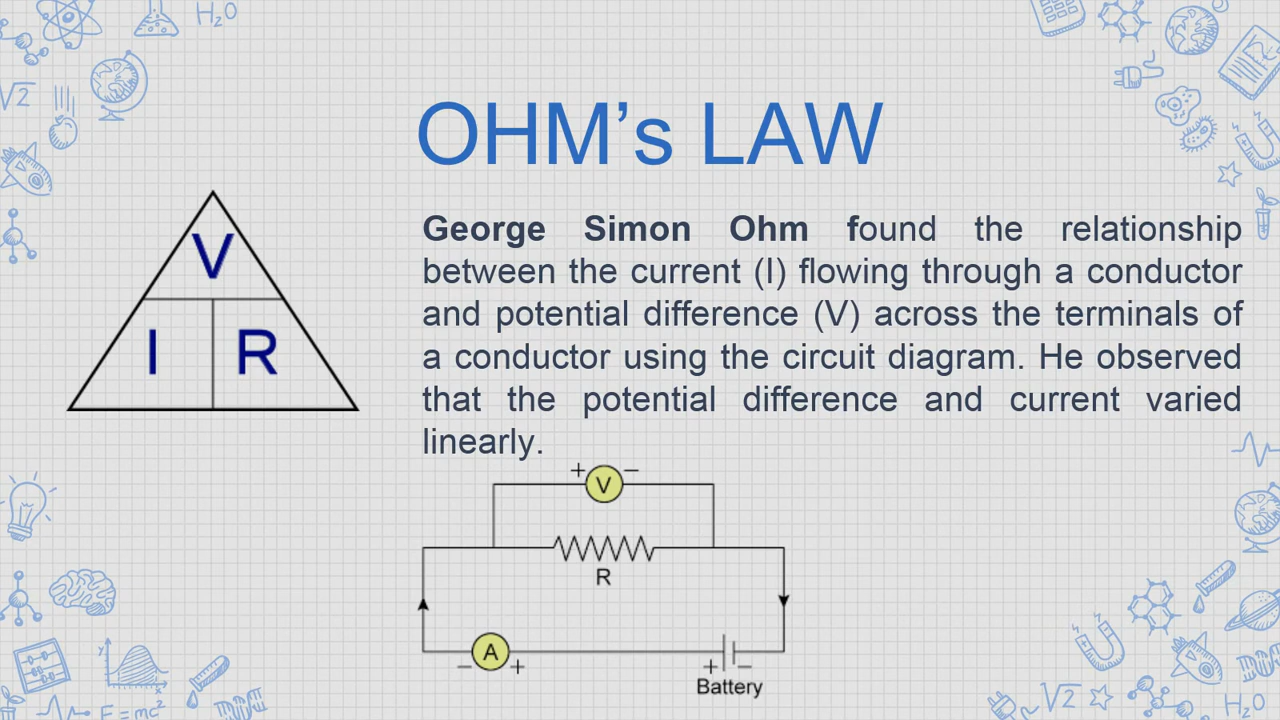 H₂O
√2
OHM's LAW
V
I R
George Simon Ohm found the relationship
between the current (I) flowing through a conductor
and potential difference (V) across the terminals of
a conductor using the circuit diagram. He observed
that the potential difference and current varied
linearly.
+ V −
R
− A +
+ −
Battery
y
x
E=mc²
√2
H₂O